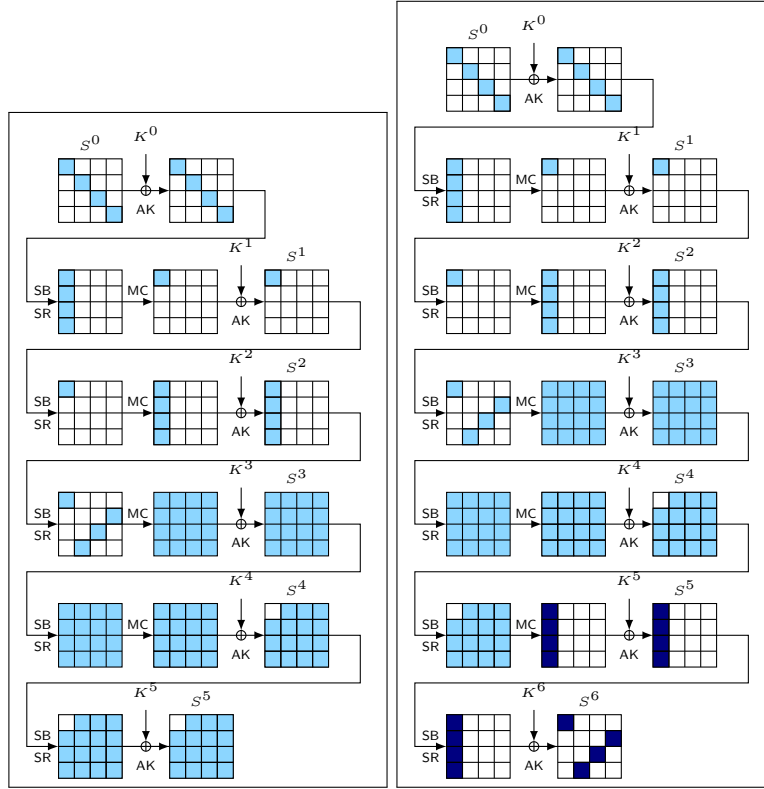 S^0 K^0
AK
K^1 S^1
SB MC
SR AK
K^2 S^2
SB MC
SR AK
K^3 S^3
SB MC
SR AK
K^4 S^4
SB MC
SR AK
K^5 S^5
SB
SR AK
S^0 K^0
AK
K^1 S^1
SB MC
SR AK
K^2 S^2
SB MC
SR AK
K^3 S^3
SB MC
SR AK
K^4 S^4
SB MC
SR AK
K^5 S^5
SB MC
SR AK
K^6 S^6
SB
SR AK